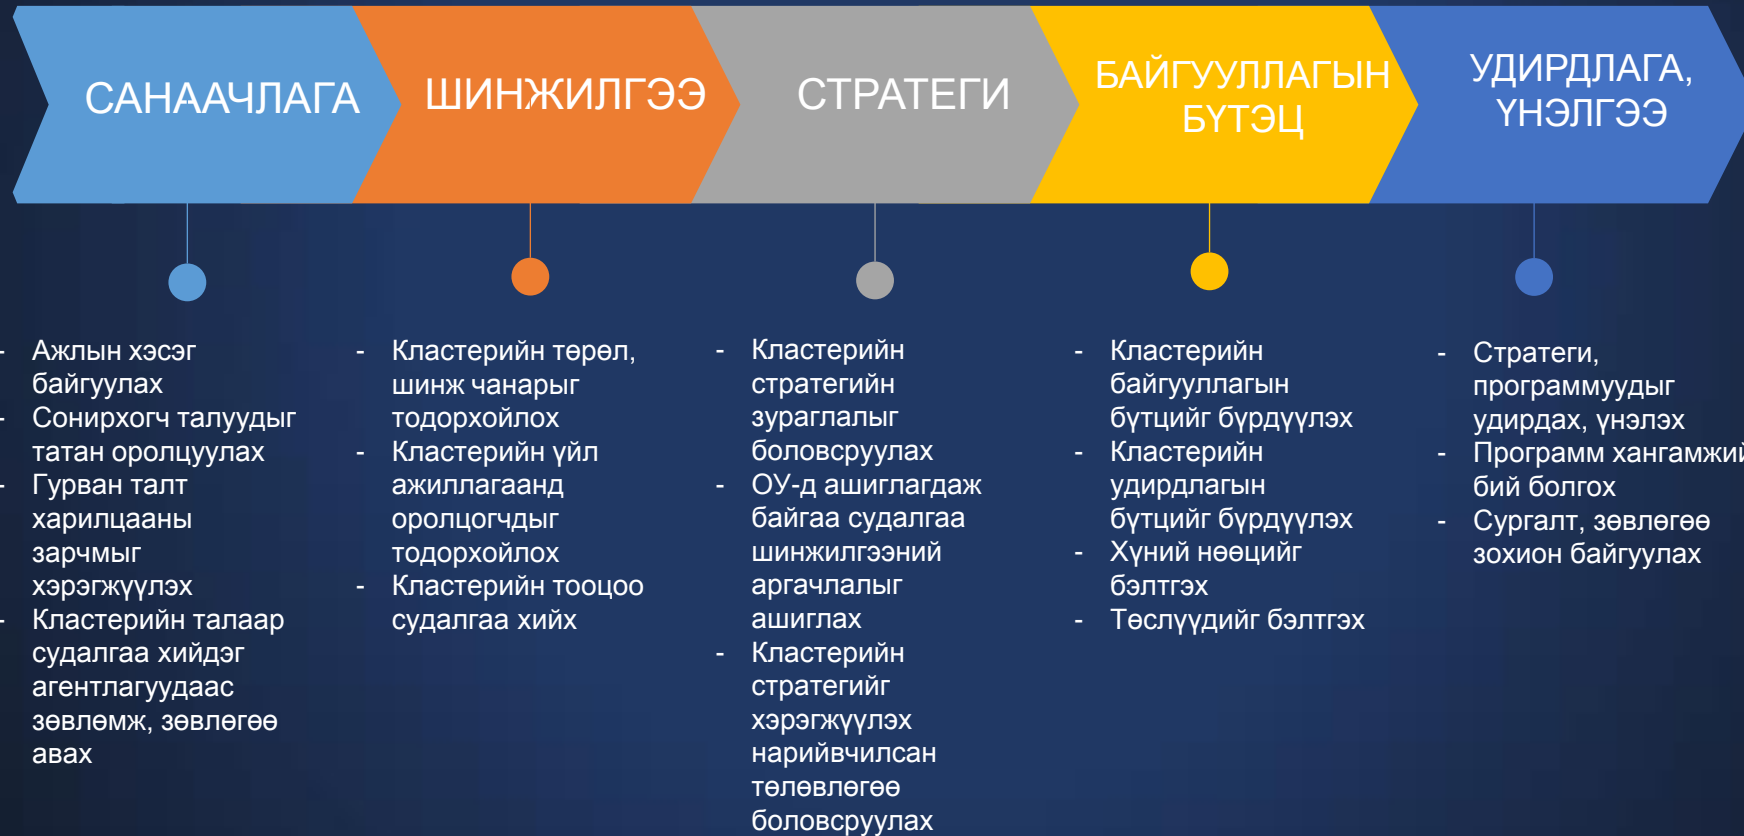 САНААЧЛАГА
ШИНЖИЛГЭЭ
СТРАТЕГИ
БАЙГУУЛЛАГЫН
БҮТЭЦ
УДИРДЛАГА,
ҮНЭЛГЭЭ
- Ажлын хэсэг
байгуулах
- Сонирхогч талуудыг
татан оролцуулах
- Гурван талт
харилцааны
зарчмыг
хэрэгжүүлэх
- Кластерийн талаар
судалгаа хийдэг
агентлагуудаас
зөвлөмж, зөвлөгөө
авах
- Кластерийн төрөл,
шинж чанарыг
тодорхойлох
- Кластерийн үйл
ажиллагаанд
оролцогчдыг
тодорхойлох
- Кластерийн тооцоо
судалгаа хийх
- Кластерийн
стратегийн
зураглалыг
боловсруулах
- ОУ-д ашиглагдаж
байгаа судалгаа
шинжилгээний
аргачлалыг
ашиглах
- Кластерийн
стратегийг
хэрэгжүүлэх
нарийвчилсан
төлөвлөгөө
боловсруулах
- Кластерийн
байгууллагын
бүтцийг бүрдүүлэх
- Кластерийн
удирдлагын
бүтцийг бүрдүүлэх
- Хүний нөөцийг
бэлтгэх
- Төслүүдийг бэлтгэх
- Стратеги,
программуудыг
удирдах, үнэлэх
- Программ хангамжий
бий болгох
- Сургалт, зөвлөгөө
зохион байгуулах